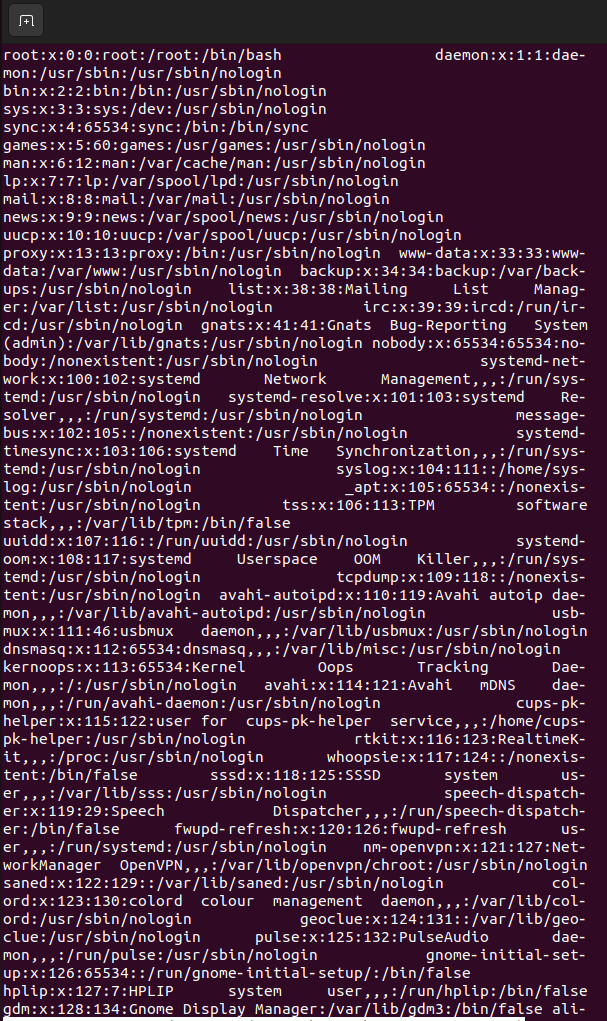 root:x:0:0:root:/root:/bin/bash daemon:x:1:1:dae-
mon:/usr/sbin:/usr/sbin/nologin
bin:x:2:2:bin:/bin:/usr/sbin/nologin
sys:x:3:3:sys:/dev:/usr/sbin/nologin
sync:x:4:65534:sync:/bin:/bin/sync
games:x:5:60:games:/usr/games:/usr/sbin/nologin
man:x:6:12:man:/var/cache/man:/usr/sbin/nologin
lp:x:7:7:lp:/var/spool/lpd:/usr/sbin/nologin
mail:x:8:8:mail:/var/mail:/usr/sbin/nologin
news:x:9:9:news:/var/spool/news:/usr/sbin/nologin
uucp:x:10:10:uucp:/var/spool/uucp:/usr/sbin/nologin
proxy:x:13:13:proxy:/bin:/usr/sbin/nologin www-data:x:33:33:www-
data:/var/www:/usr/sbin/nologin backup:x:34:34:backup:/var/back-
ups:/usr/sbin/nologin list:x:38:38:Mailing List Manag-
er:/var/list:/usr/sbin/nologin irc:x:39:39:ircd:/run/ir-
cd:/usr/sbin/nologin gnats:x:41:41:Gnats Bug-Reporting System
(admin):/var/lib/gnats:/usr/sbin/nologin nobody:x:65534:65534:no-
body:/nonexistent:/usr/sbin/nologin systemd-net-
work:x:100:102:systemd Network Management,,,:/run/sys-
temd:/usr/sbin/nologin systemd-resolve:x:101:103:systemd Re-
solver,,,:/run/systemd:/usr/sbin/nologin message-
bus:x:102:105::/nonexistent:/usr/sbin/nologin systemd-
timesync:x:103:106:systemd Time Synchronization,,,:/run/sys-
temd:/usr/sbin/nologin syslog:x:104:111::/home/sys-
log:/usr/sbin/nologin _apt:x:105:65534::/nonexis-
tent:/usr/sbin/nologin tss:x:106:113:TPM software
stack,,,:/var/lib/tpm:/bin/false
uuidd:x:107:116::/run/uuidd:/usr/sbin/nologin systemd-
oom:x:108:117:systemd Userspace OOM Killer,,,:/run/sys-
temd:/usr/sbin/nologin tcpdump:x:109:118::/nonexis-
tent:/usr/sbin/nologin avahi-autoipd:x:110:119:Avahi autoip dae-
mon,,,:/var/lib/avahi-autoipd:/usr/sbin/nologin usb-
mux:x:111:46:usbmux daemon,,,:/var/lib/usbmux:/usr/sbin/nologin
dnsmasq:x:112:65534:dnsmasq,,,:/var/lib/misc:/usr/sbin/nologin
kernoops:x:113:65534:Kernel Oops Tracking Dae-
mon,,,:/:/usr/sbin/nologin avahi:x:114:121:Avahi mDNS dae-
mon,,,:/run/avahi-daemon:/usr/sbin/nologin cups-pk-
helper:x:115:122:user for cups-pk-helper service,,,:/home/cups-
pk-helper:/usr/sbin/nologin rtkit:x:116:123:RealtimeK-
it,,,:/proc:/usr/sbin/nologin whoopsie:x:117:124::/nonexis-
tent:/bin/false sssd:x:118:125:SSSD system us-
er,,,:/var/lib/sss:/usr/sbin/nologin speech-dispatch-
er:x:119:29:Speech Dispatcher,,,:/run/speech-dispatch-
er:/bin/false fwupd-refresh:x:120:126:fwupd-refresh us-
er,,,:/run/systemd:/usr/sbin/nologin nm-openvpn:x:121:127:Net-
workManager OpenVPN,,,:/var/lib/openvpn/chroot:/usr/sbin/nologin
saned:x:122:129::/var/lib/saned:/usr/sbin/nologin col-
ord:x:123:130:colord colour management daemon,,,:/var/lib/col-
ord:/usr/sbin/nologin geoclue:x:124:131::/var/lib/geo-
clue:/usr/sbin/nologin pulse:x:125:132:PulseAudio dae-
mon,,,:/run/pulse:/usr/sbin/nologin gnome-initial-set-
up:x:126:65534::/run/gnome-initial-setup/:/bin/false
hplip:x:127:7:HPLIP system user,,,:/run/hplip:/bin/false
gdm:x:128:134:Gnome Display Manager:/var/lib/gdm3:/bin/false ali-